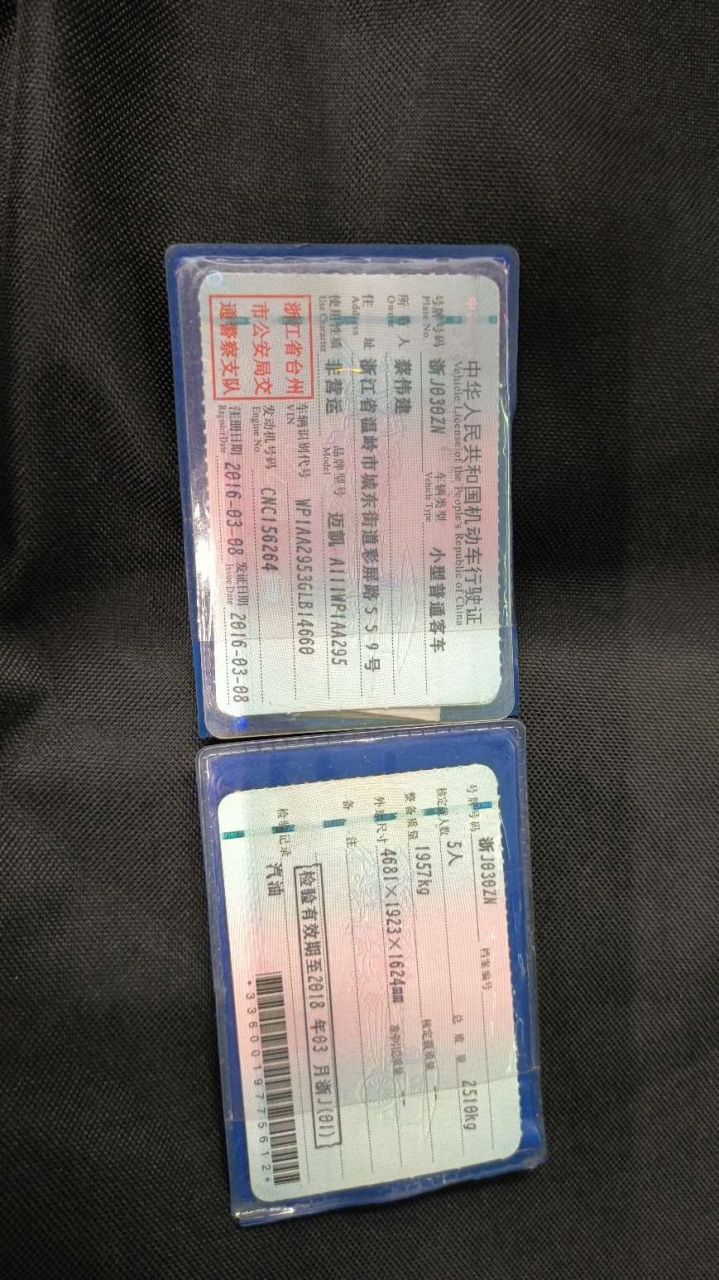 中华人民共和国机动车行驶证
Vehicle License of the People's Republic of China
号牌号码 浙J030ZN 车辆类型 小型普通客车
Plate No. Vehicle Type
所有人 蔡伟建
Owner
住址 浙江省温岭市城东街道彩屏路559号
Address
使用性质 非营运 品牌型号 迈凯 A111WP1AA295
Use Character Model
浙江省台州
市公安局交
通警察支队
车辆识别代号 WP1AA2953GLB14660
VIN
发动机号码 CNC156264
Engine No.
注册日期 2016-03-08 发证日期 2016-03-08
Register Date Issue Date
号牌号码 浙J030ZN 档案编号
核定载人数 5人 总质量 2510kg
整备质量 1957kg 核定载质量 --
外廓尺寸 4681×1923×1624mm 准牵引总质量 --
备注
检验有效期至2018年03月浙J(01)
检验记录 汽油
*3360019775612*